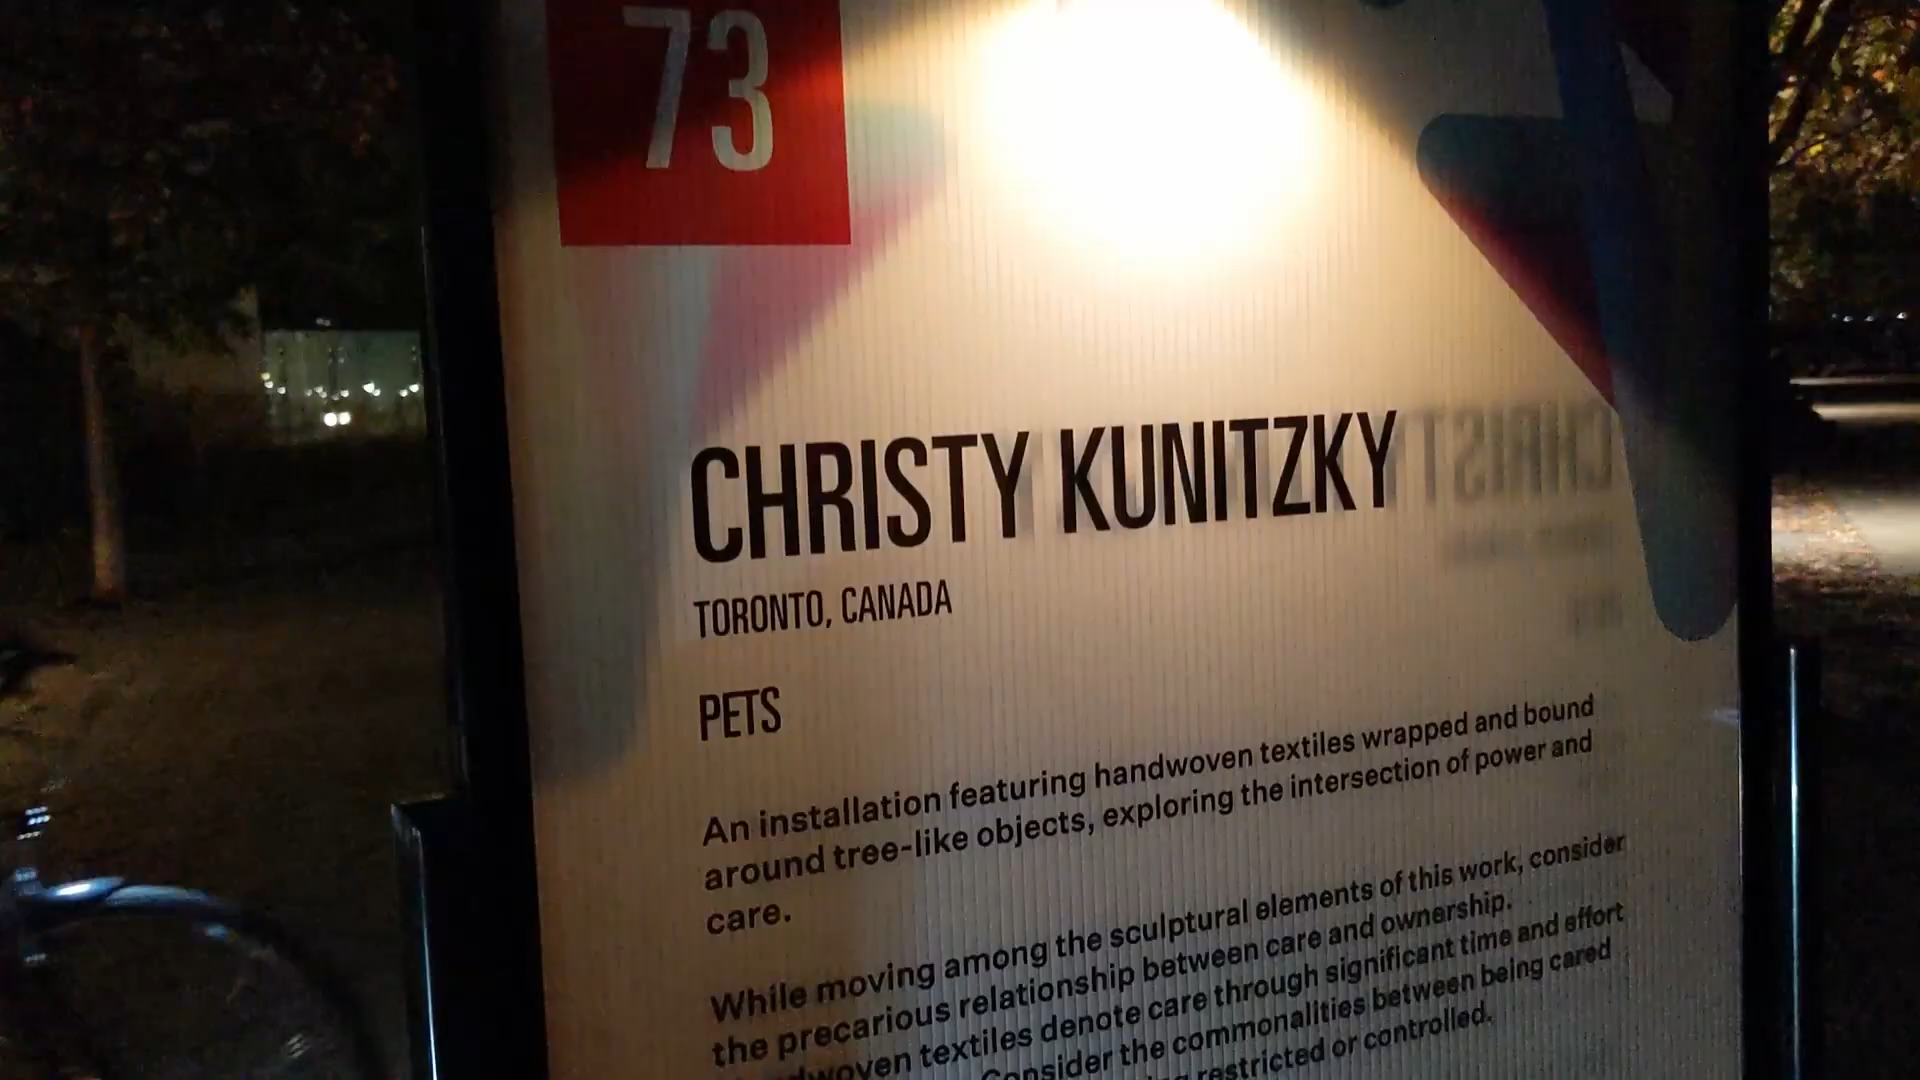 73
CHRISTY KUNITZKY
TORONTO, CANADA
PETS
An installation featuring handwoven textiles wrapped and bound
around tree-like objects, exploring the intersection of power and
care.
While moving among the sculptural elements of this work, consider
the precarious relationship between care and ownership.
textiles denote care through significant time and effort
Consider the commonalities between being cared
restricted or controlled.